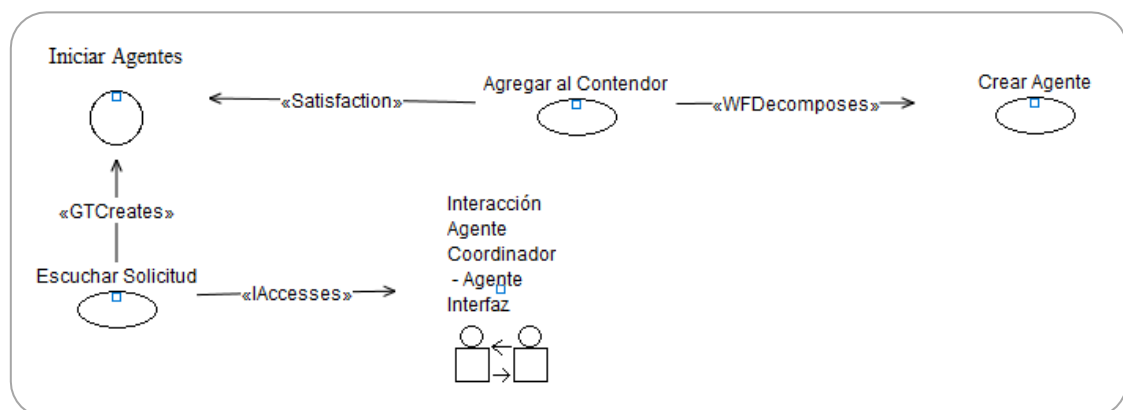 Iniciar Agentes
Agregar al Contendor
Crear Agente
«Satisfaction»
«WFDecomposes»
«GTCreates»
Escuchar Solicitud
«IAccesses»
Interacción
Agente
Coordinador
- Agente
Interfaz